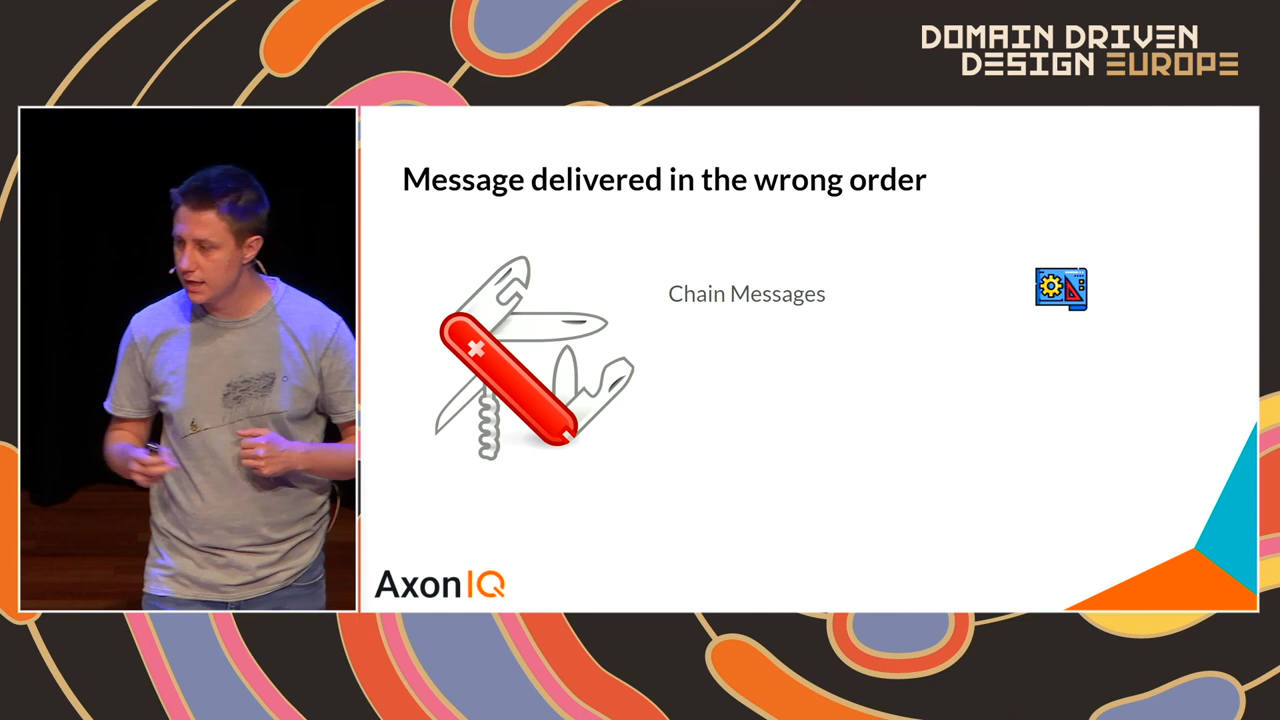 DOMAIN DRIVEN
DESIGN EUROPE
Message delivered in the wrong order
Chain Messages
AxonIQ